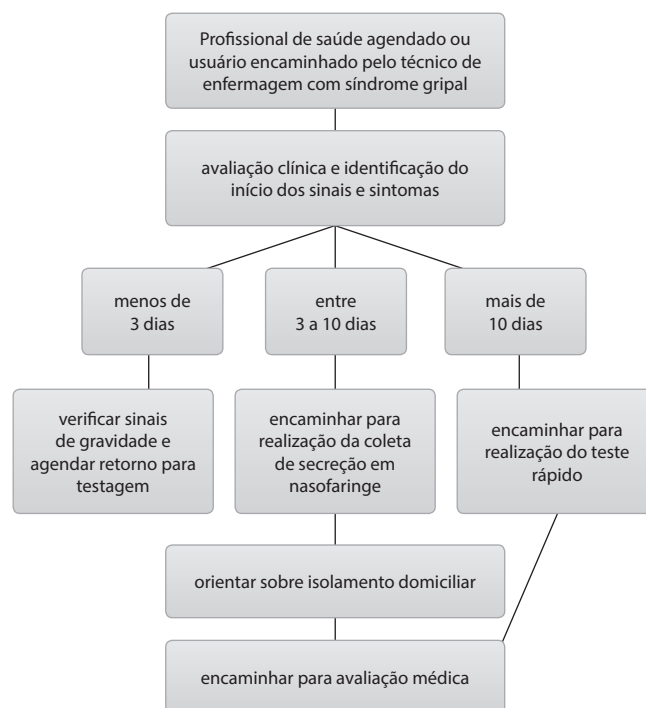 Profissional de saúde agendado ou
usuário encaminhado pelo técnico de
enfermagem com síndrome gripal
avaliação clínica e identificação do
início dos sinais e sintomas
menos de
3 dias
entre
3 a 10 dias
mais de
10 dias
verificar sinais
de gravidade e
agendar retorno para
testagem
encaminhar para
realização da coleta
de secreção em
nasofaringe
encaminhar para
realização do teste
rápido
orientar sobre isolamento domiciliar
encaminhar para avaliação médica